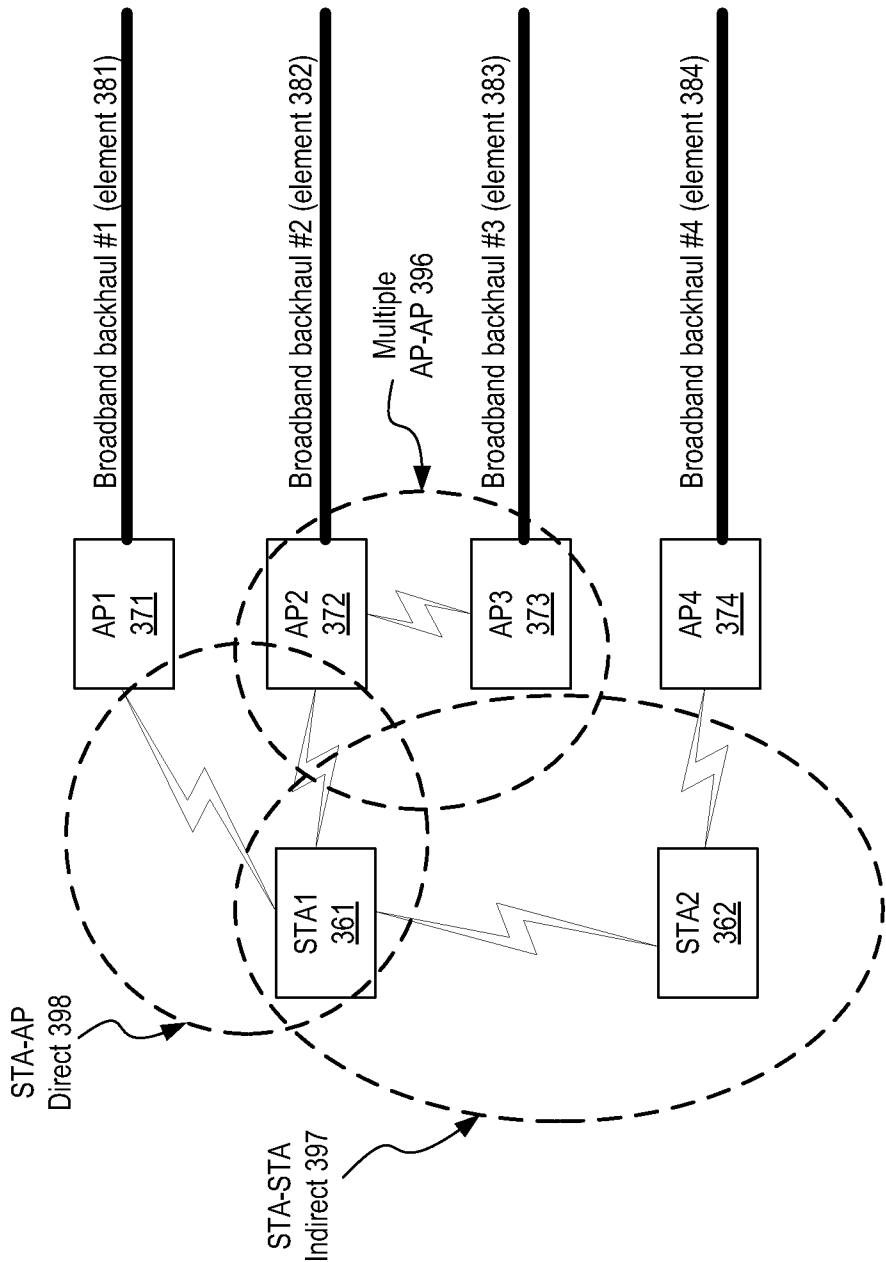 STA-AP
Direct 398
STA-STA
Indirect 397
STA1
361
STA2
362
AP1
371
AP2
372
AP3
373
AP4
374
Multiple
AP-AP 396
Broadband backhaul #1 (element 381)
Broadband backhaul #2 (element 382)
Broadband backhaul #3 (element 383)
Broadband backhaul #4 (element 384)